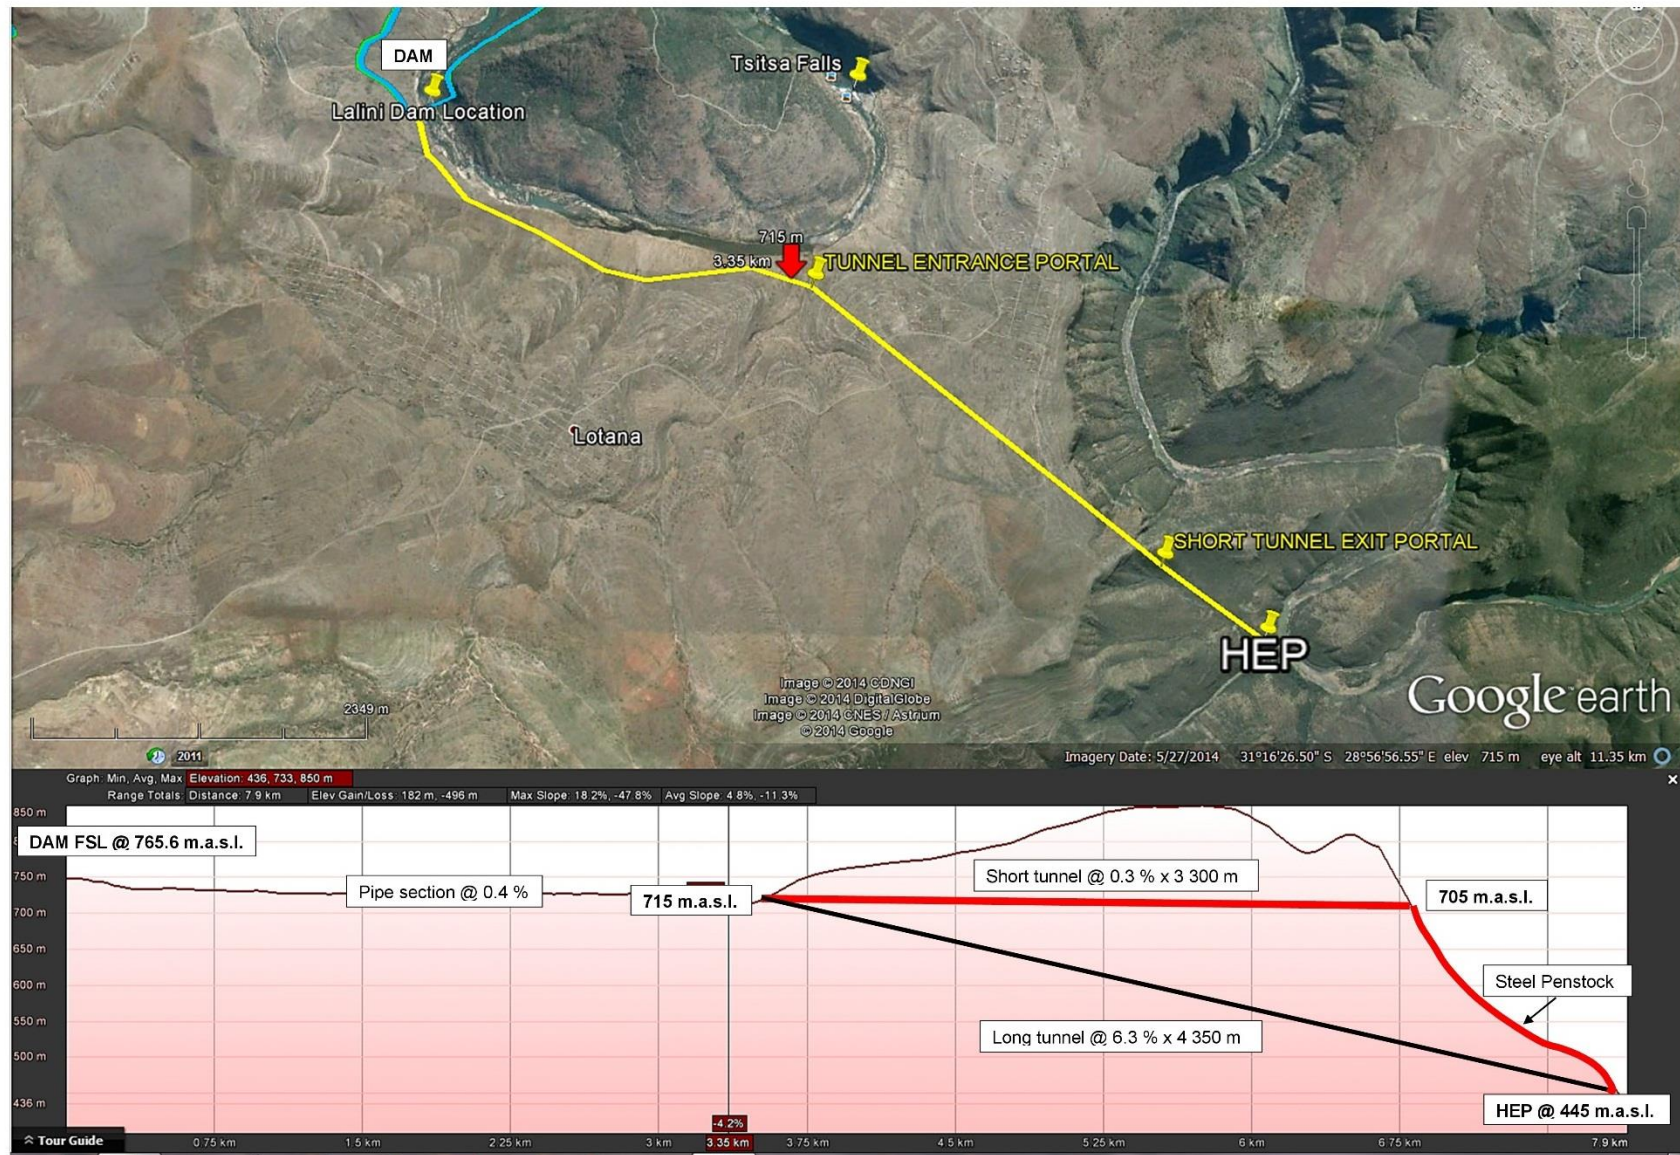 DAM
Tsitsa Falls
Lalini Dam Location
715 m
3.35 km
TUNNEL ENTRANCE PORTAL
Lotana
SHORT TUNNEL EXIT PORTAL
HEP
Image © 2014 CDNGI
Image © 2014 DigitalGlobe
Image © 2014 CNES / Astrium
© 2014 Google
Google earth
2349 m
2011
Imagery Date: 5/27/2014 31°16'26.50" S 28°56'56.55" E elev 715 m eye alt 11.35 km
Graph: Min, Avg, Max Elevation: 436, 733, 850 m
Range Totals: Distance: 7.9 km Elev Gain/Loss: 182 m, -496 m Max Slope: 18.2%, -47.8% Avg Slope: 4.8%, -11.3%
850 m
DAM FSL @ 765.6 m.a.s.l.
750 m
Pipe section @ 0.4 %
715 m.a.s.l.
Short tunnel @ 0.3 % x 3 300 m
705 m.a.s.l.
700 m
650 m
600 m
Steel Penstock
550 m
Long tunnel @ 6.3 % x 4 350 m
500 m
436 m
HEP @ 445 m.a.s.l.
-4.2%
Tour Guide
0.75 km 1.5 km 2.25 km 3 km 3.35 km 3.75 km 4.5 km 5.25 km 6 km 6.75 km 7.9 km